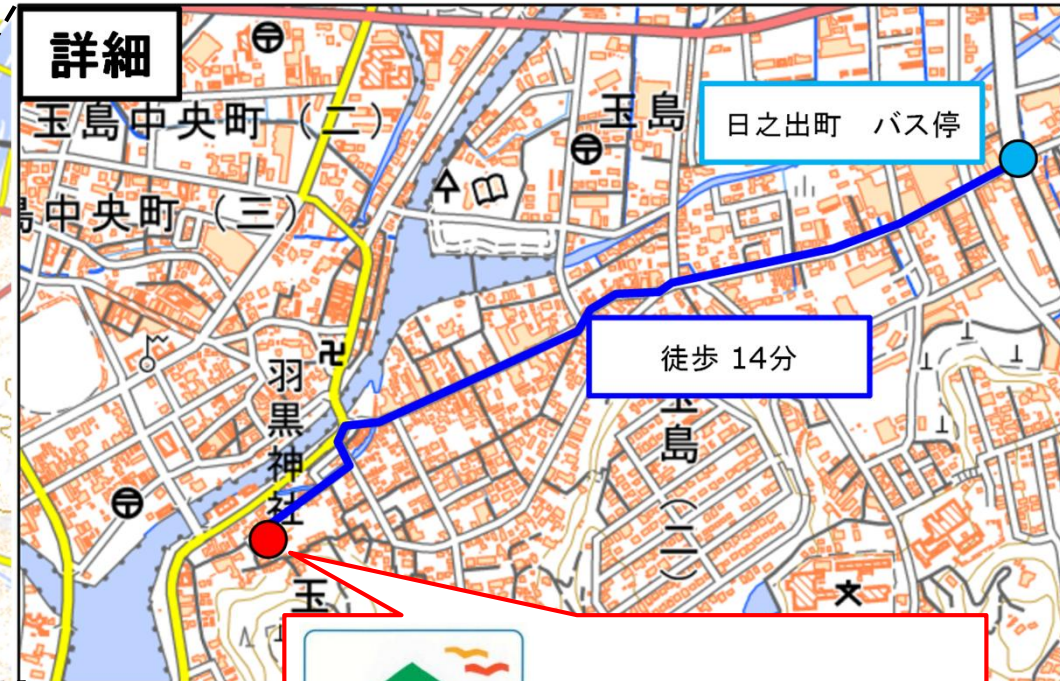 詳細
玉島中央町（二）
島中央町（三）
玉島
日之出町　バス停
徒歩 14分
羽黒神社
玉島（二）
玉